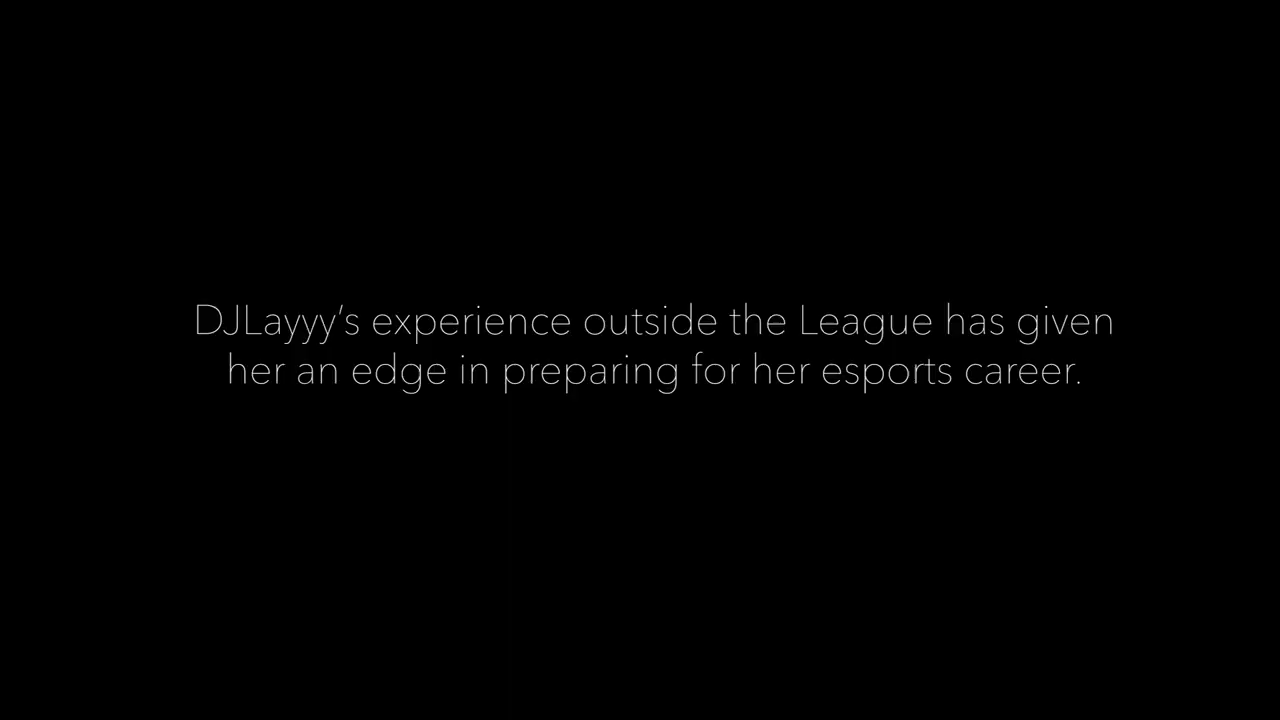 DJLayyy’s experience outside the League has given
her an edge in preparing for her esports career.